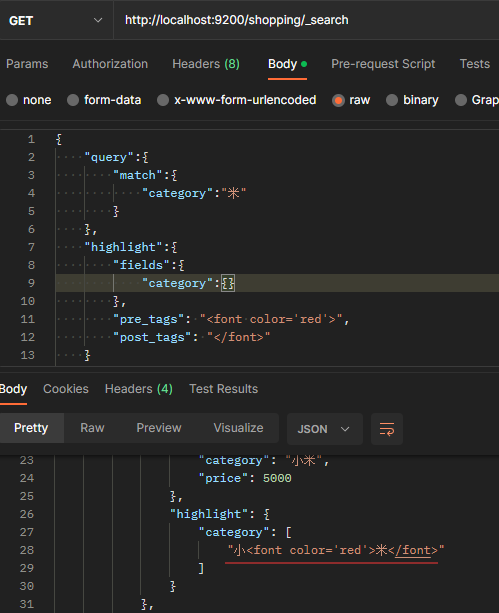 GET http://localhost:9200/shopping/_search
Params Authorization Headers (8) Body Pre-request Script Tests
none form-data x-www-form-urlencoded raw binary Grap
1 {
2 "query":{
3 "match":{
4 "category":"米"
5 }
6 },
7 "highlight":{
8 "fields":{
9 "category":{}
10 },
11 "pre_tags": "<font color='red'>",
12 "post_tags": "</font>"
13 }
Body Cookies Headers (4) Test Results
Pretty Raw Preview Visualize JSON
23 "category": "小米",
24 "price": 5000
25 },
26 "highlight": {
27 "category": [
28 "小<font color='red'>米</font>"
29 ]
30 }
31 },